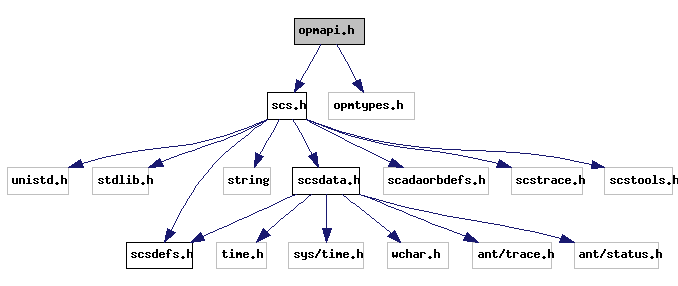 opmapi.h
scs.h
opmtypes.h
unistd.h
stdlib.h
string
scsdata.h
scadaorbdefs.h
scstrace.h
scstools.h
scsdefs.h
time.h
sys/time.h
wchar.h
ant/trace.h
ant/status.h